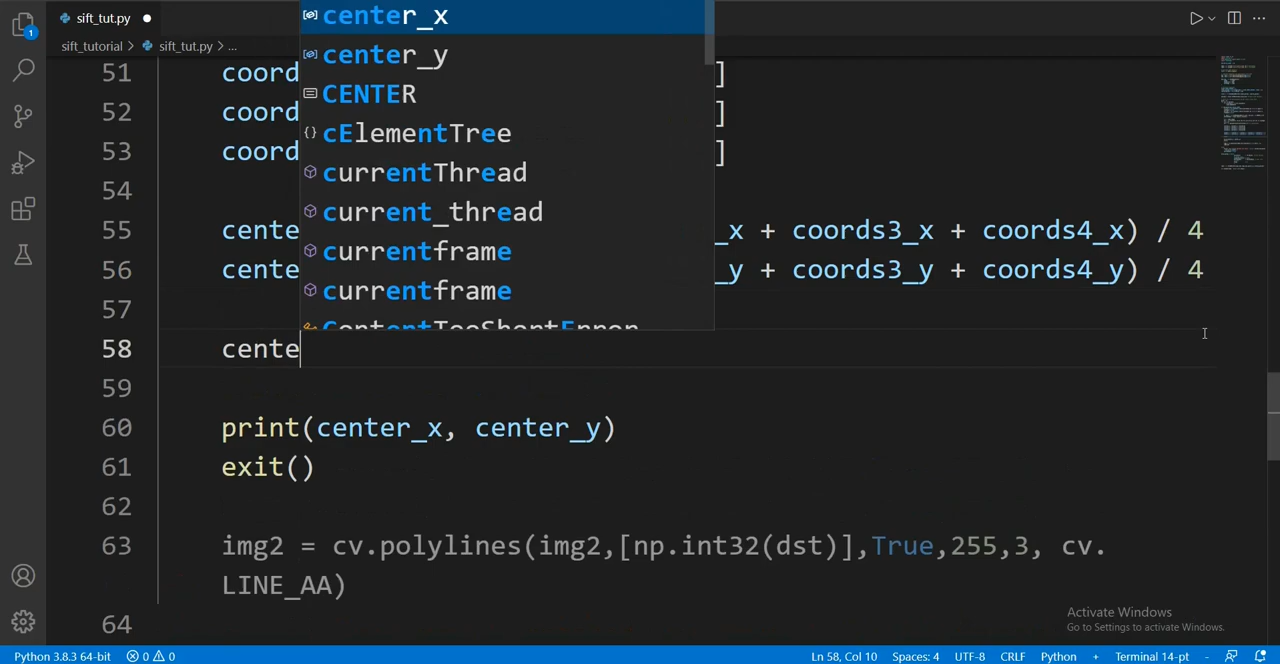 sift_tut.py
sift_tutorial > sift_tut.py > ...
center_x
center_y
CENTER
cElementTree
currentThread
current_thread
currentframe
currentframe
ContentTooShortError
51 coord ]
52 coord ]
53 coord ]
54
55 cente _x + coords3_x + coords4_x) / 4
56 cente _y + coords3_y + coords4_y) / 4
57
58 cente
59
60 print(center_x, center_y)
61 exit()
62
63 img2 = cv.polylines(img2,[np.int32(dst)],True,255,3, cv.
LINE_AA)
64
1
Activate Windows
Go to Settings to activate Windows.
Python 3.8.3 64-bit 0 0 Ln 58, Col 10 Spaces: 4 UTF-8 CRLF Python + Terminal 14-pt -